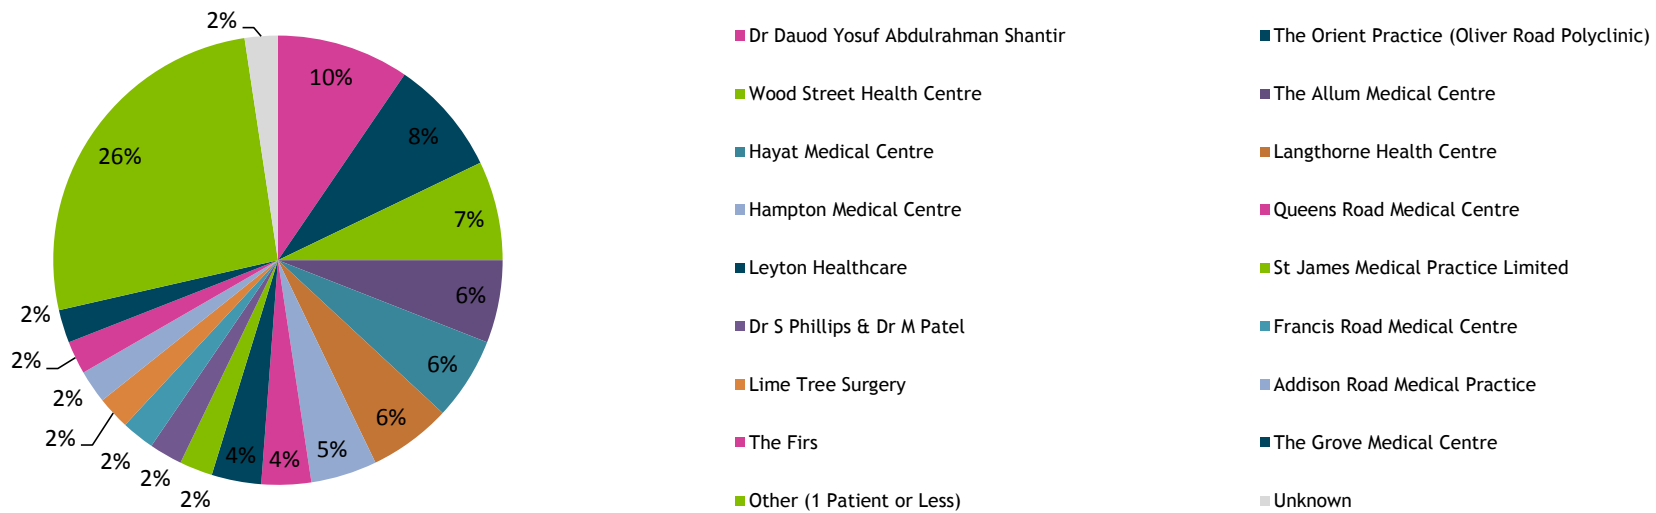 2%
10%
8%
7%
6%
6%
6%
5%
4%
4%
2%
2%
2%
2%
2%
2%
2%
26%
Dr Dauod Yosuf Abdulrahman Shantir
The Orient Practice (Oliver Road Polyclinic)
Wood Street Health Centre
The Allum Medical Centre
Hayat Medical Centre
Langthorne Health Centre
Hampton Medical Centre
Queens Road Medical Centre
Leyton Healthcare
St James Medical Practice Limited
Dr S Phillips & Dr M Patel
Francis Road Medical Centre
Lime Tree Surgery
Addison Road Medical Practice
The Firs
The Grove Medical Centre
Other (1 Patient or Less)
Unknown